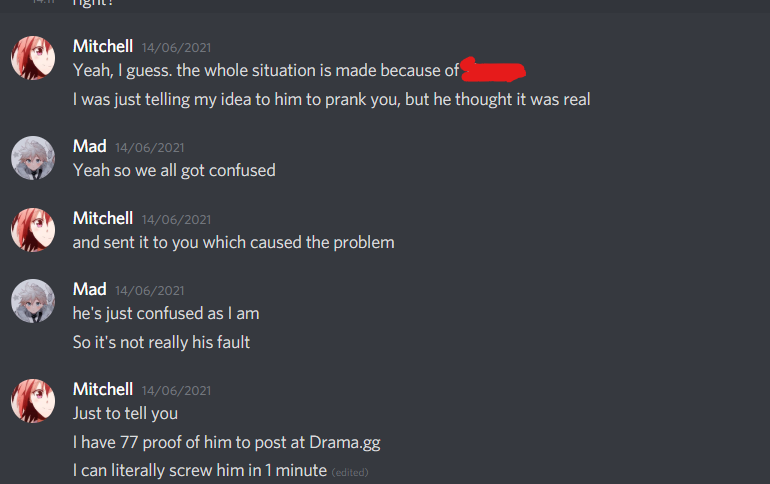 right?
Mitchell 14/06/2021
Yeah, I guess. the whole situation is made because of
I was just telling my idea to him to prank you, but he thought it was real
Mad 14/06/2021
Yeah so we all got confused
Mitchell 14/06/2021
and sent it to you which caused the problem
Mad 14/06/2021
he's just confused as I am
So it's not really his fault
Mitchell 14/06/2021
Just to tell you
I have 77 proof of him to post at Drama.gg
I can literally screw him in 1 minute (edited)